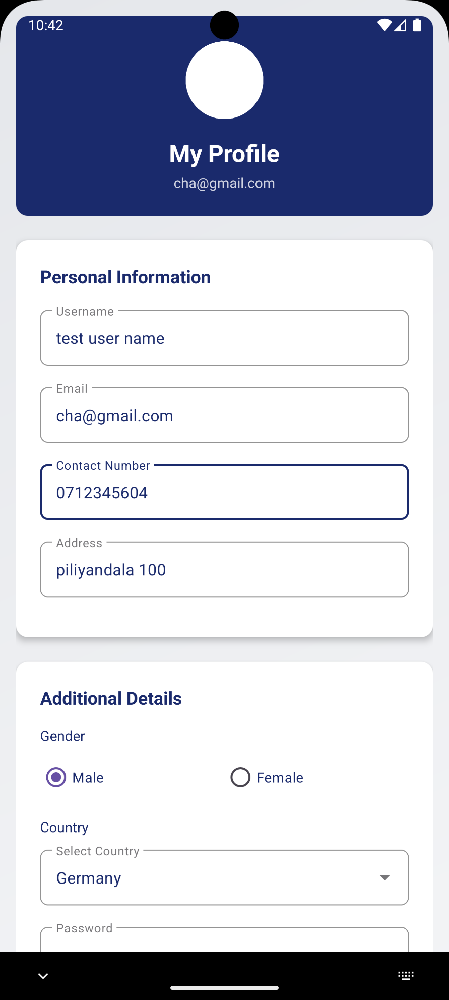 10:42
My Profile
cha@gmail.com
Personal Information
Username
test user name
Email
cha@gmail.com
Contact Number
0712345604
Address
piliyandala 100
Additional Details
Gender
Male Female
Country
Select Country
Germany
Password